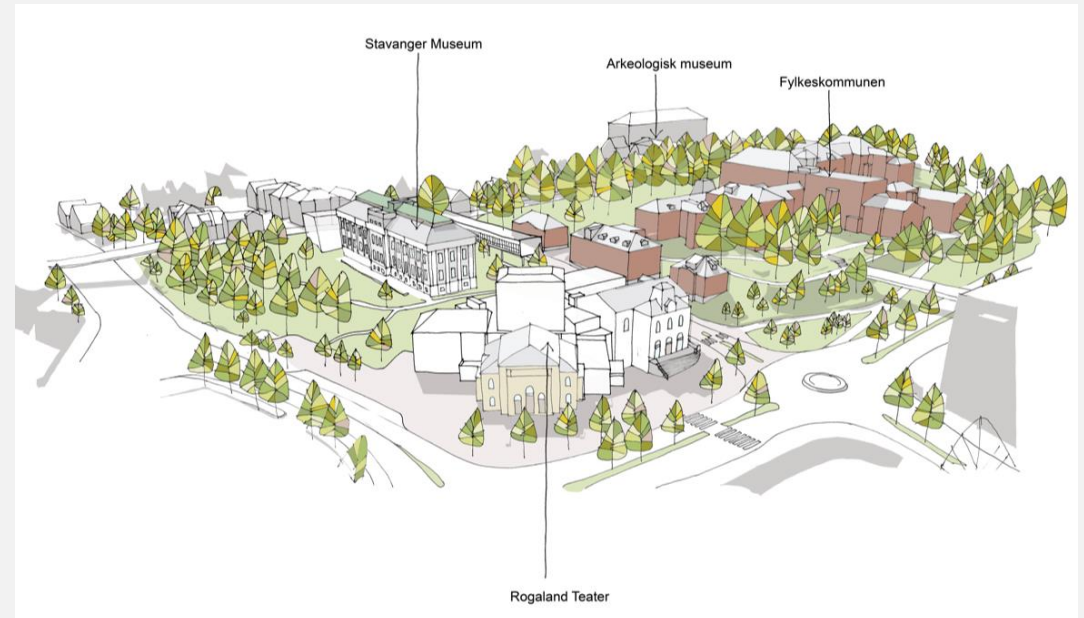 Stavanger Museum
Arkeologisk museum
Fylkeskommunen
Rogaland Teater